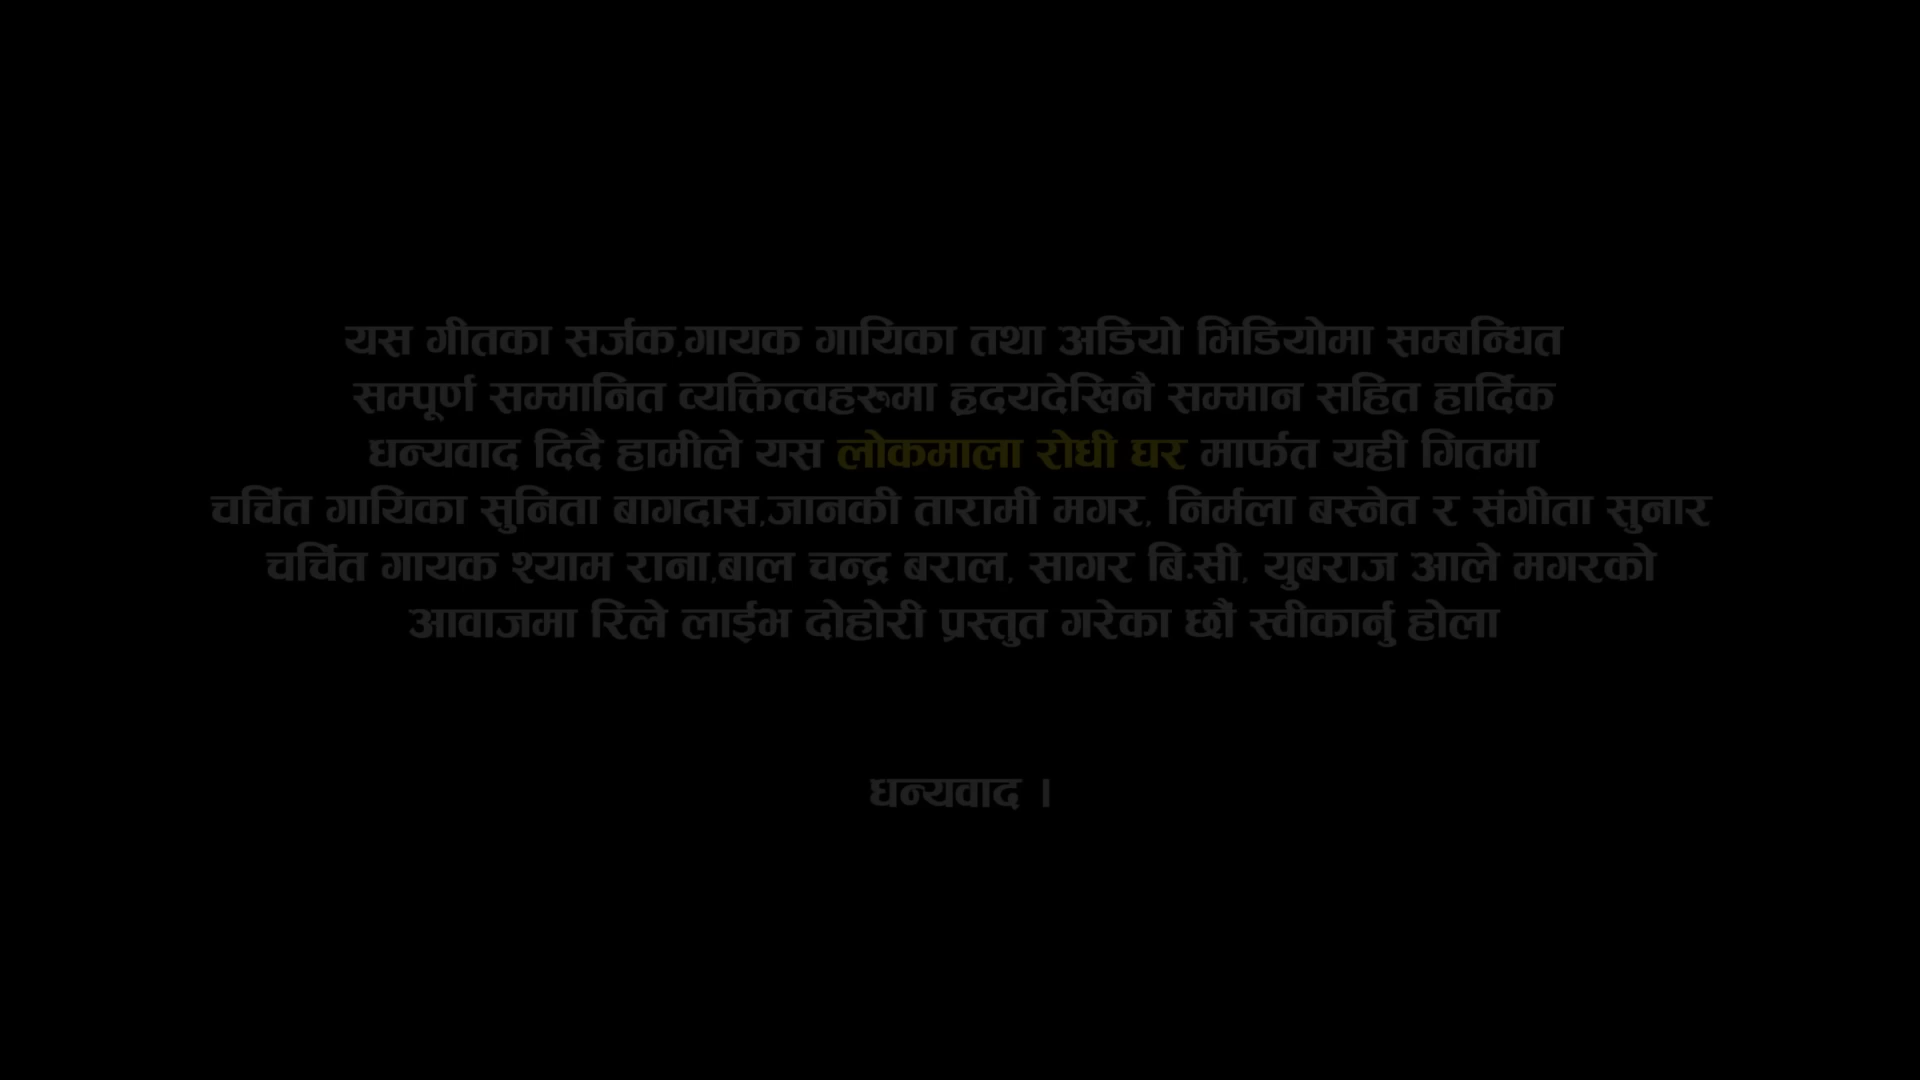 यस गीतका सर्जक,गायक गायिका तथा अडियो भिडियोमा सम्बन्धित
सम्पूर्ण सम्मानित व्यक्तित्वहरुमा हृदयदेखिनै सम्मान सहित हार्दिक
धन्यवाद दिदै हामीले यस लोकमाला रोधी घर मार्फत यही गितमा
चर्चित गायिका सुनिता बागदास,जानकी तारामी मगर, निर्मला बस्नेत र संगीता सुनार
चर्चित गायक श्याम राना,बाल चन्द्र बराल, सागर बि.सी, युबराज आले मगरको
आवाजमा रिले लाईभ दोहोरी प्रस्तुत गरेका छौं स्वीकार्नु होला
धन्यवाद ।